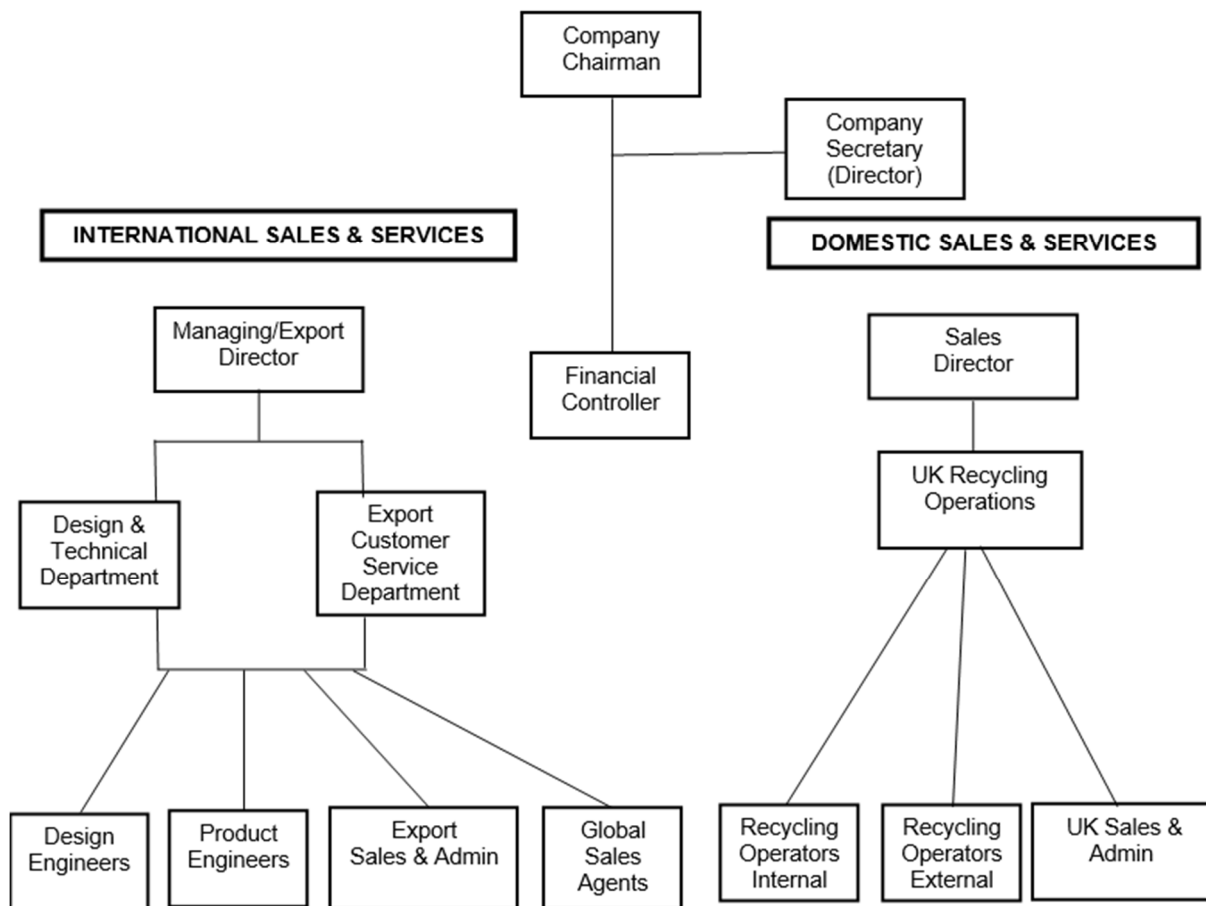 Company
Chairman
Company
Secretary
(Director)
INTERNATIONAL SALES & SERVICES
DOMESTIC SALES & SERVICES
Managing/Export
Director
Financial
Controller
Sales
Director
Design &
Technical
Department
Export
Customer
Service
Department
UK Recycling
Operations
Design
Engineers
Product
Engineers
Export
Sales & Admin
Global
Sales
Agents
Recycling
Operators
Internal
Recycling
Operators
External
UK Sales &
Admin